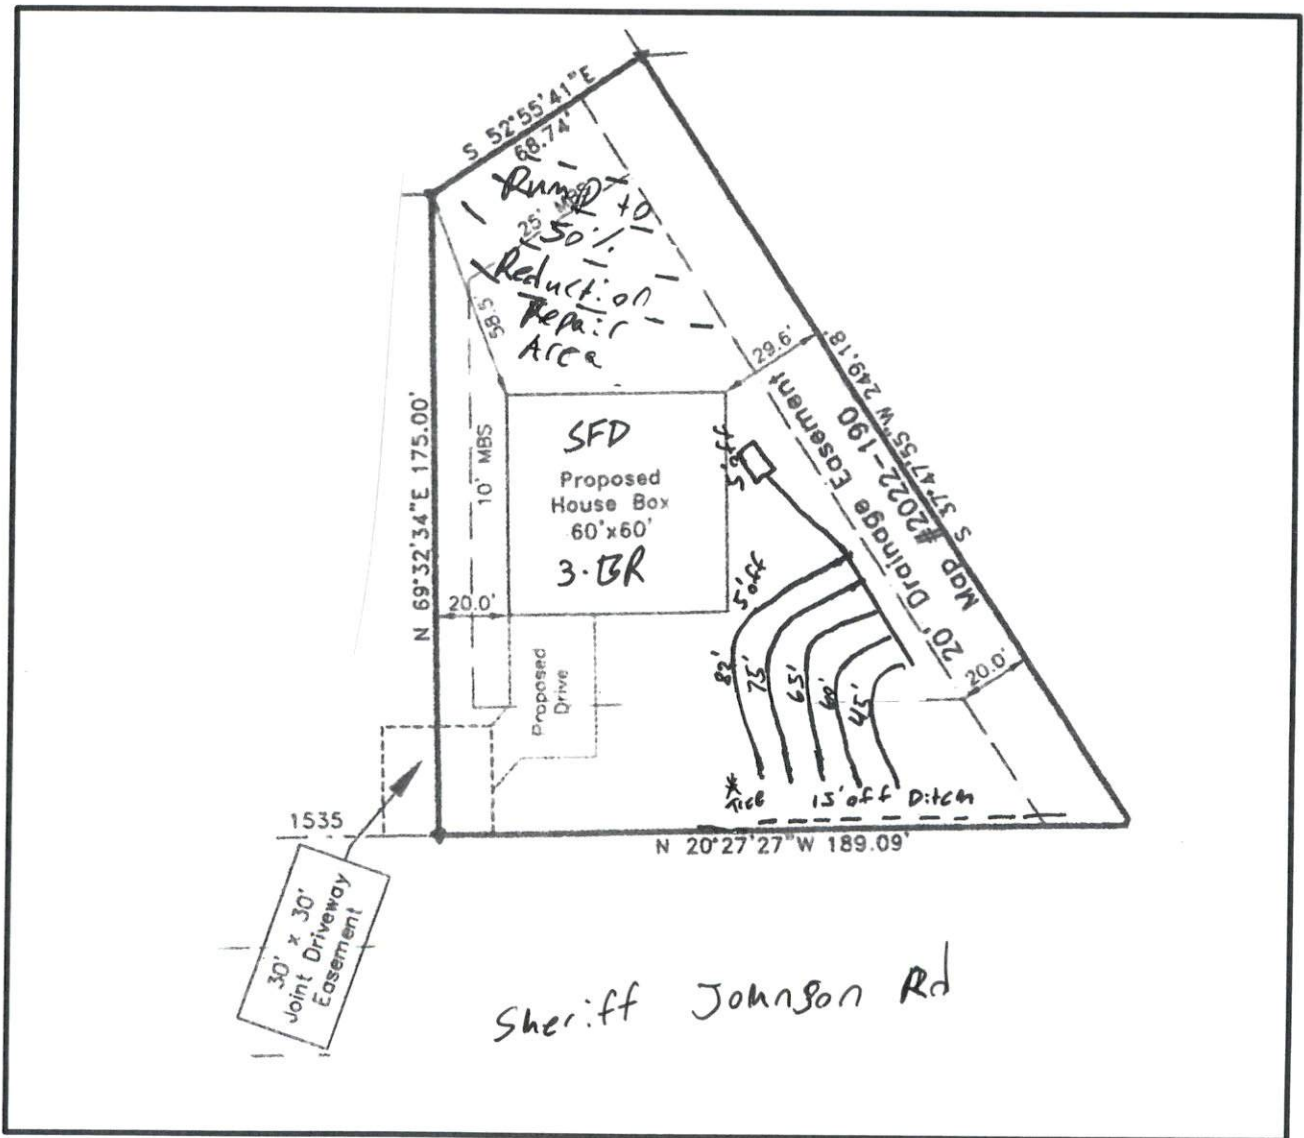 S 52°55'41"E
68.74'
Pump to
25' MBS
50%
Reduction
Repair
Area
58.5'
29.6'
S 37°47'55"W 249.18'
20' Drainage Easement
Map #2022-190
N 69°32'34"E 175.00'
10' MBS
SFD
Proposed
House Box
60'x60'
3-BR
5' off
5' off
20.0'
Proposed
Drive
82'
75'
65'
60'
45'
20.0'
15' off Ditch
1535
N 20°27'27"W 189.09'
30' x 30'
Joint Driveway
Easement
Sheriff Johnson Rd